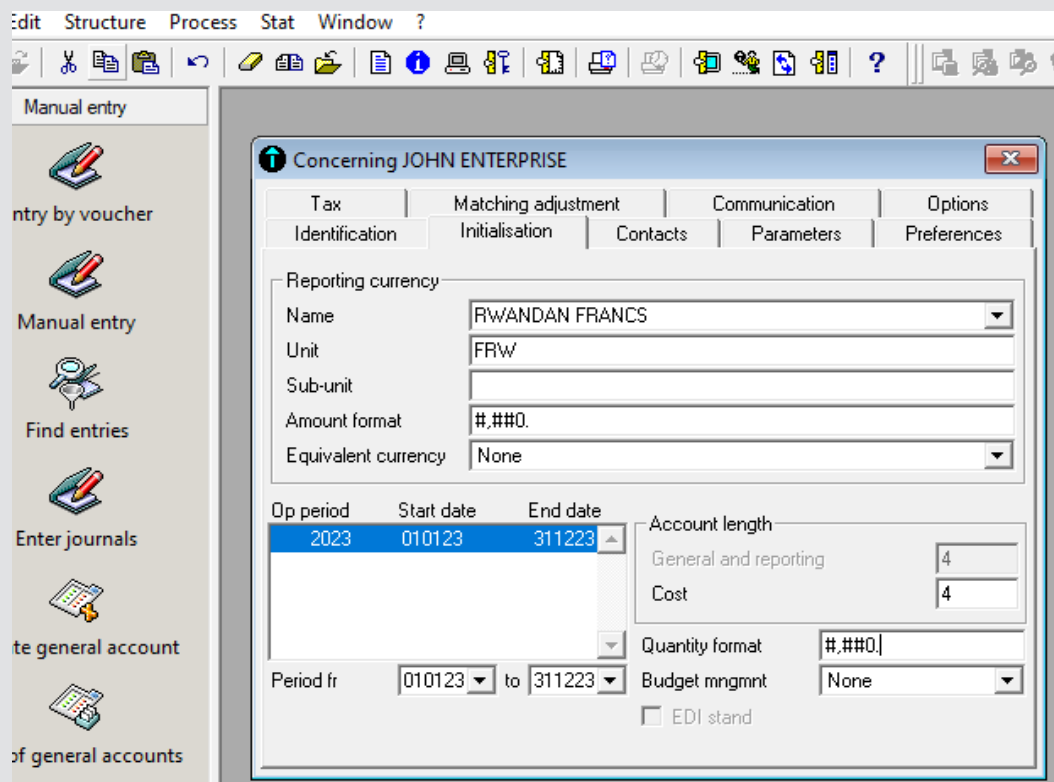 Edit Structure Process Stat Window ?
Manual entry
ntry by voucher
Manual entry
Find entries
Enter journals
te general account
of general accounts
Concerning JOHN ENTERPRISE
Tax Matching adjustment Communication Options
Identification Initialisation Contacts Parameters Preferences
Reporting currency
Name RWANDAN FRANCS
Unit FRW
Sub-unit
Amount format #,##0.
Equivalent currency None
Op period Start date End date
2023 010123 311223
Period fr 010123 to 311223
Account length
General and reporting 4
Cost 4
Quantity format #,##0.
Budget mngmnt None
EDI stand